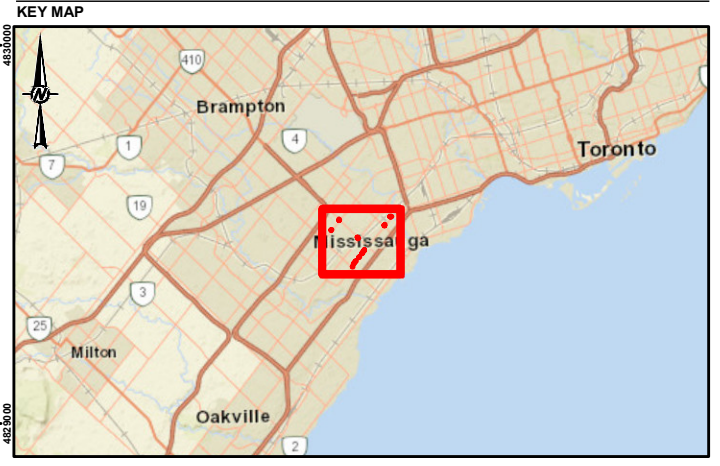 KEY MAP
4830000
410
N
Brampton
4
1
Toronto
7
19
Mississauga
3
25
Milton
4829000
Oakville
2